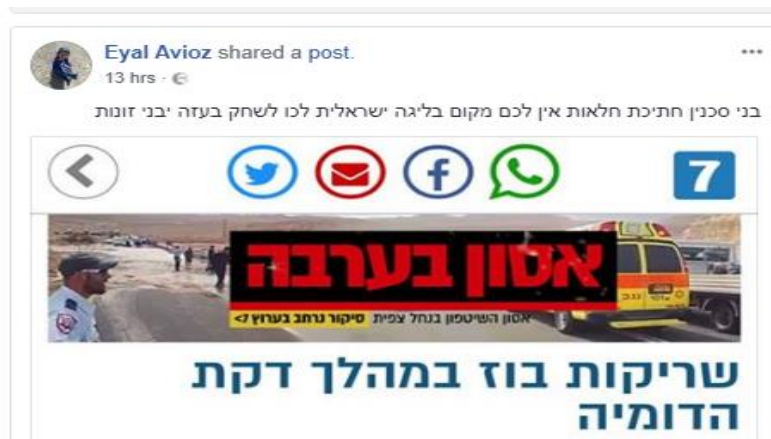 Eyal Avioz shared a post.
13 hrs
בני סכנין חתיכת חלאות אין לכם מקום בליגה ישראלית לכו לשחק בעזה יבני זונות
7
אסון בערבה
אסון השיטפון בנחל צפית סיקור נרחב בערוץ 7>
שריקות בוז במהלך דקת
הדומיה